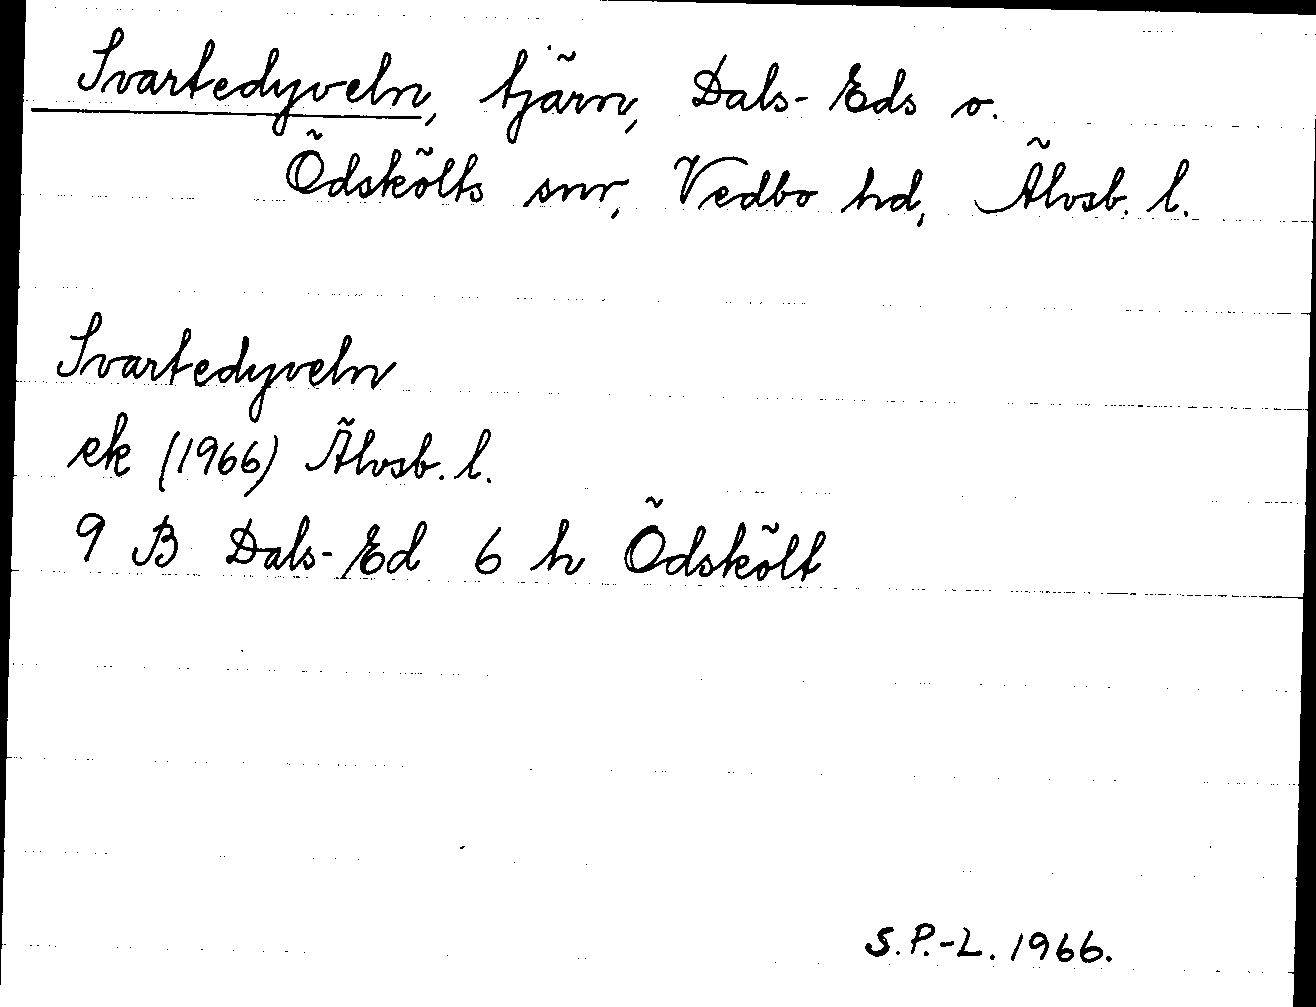 Svartedyveln, tjärn, Dals-Eds o.
Ödskölts snr, Vedbo hd, Älvsb. l.
Svartedyveln
ek (1966) Älvsb. l.
9 B Dals-Ed 6 h Ödskölt
S.P.-L. 1966.